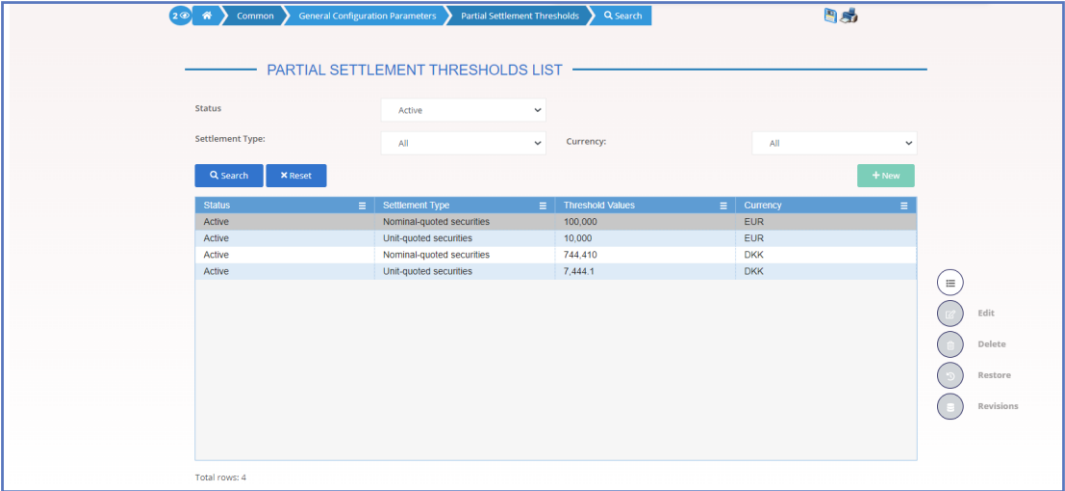 2 Common General Configuration Parameters Partial Settlement Thresholds Search
PARTIAL SETTLEMENT THRESHOLDS LIST
Status Active
Settlement Type: All Currency: All
Search Reset New
Status Settlement Type Threshold Values Currency
Active Nominal-quoted securities 100,000 EUR
Active Unit-quoted securities 10,000 EUR
Active Nominal-quoted securities 744,410 DKK
Active Unit-quoted securities 7,444.1 DKK
Edit
Delete
Restore
Revisions
Total rows: 4